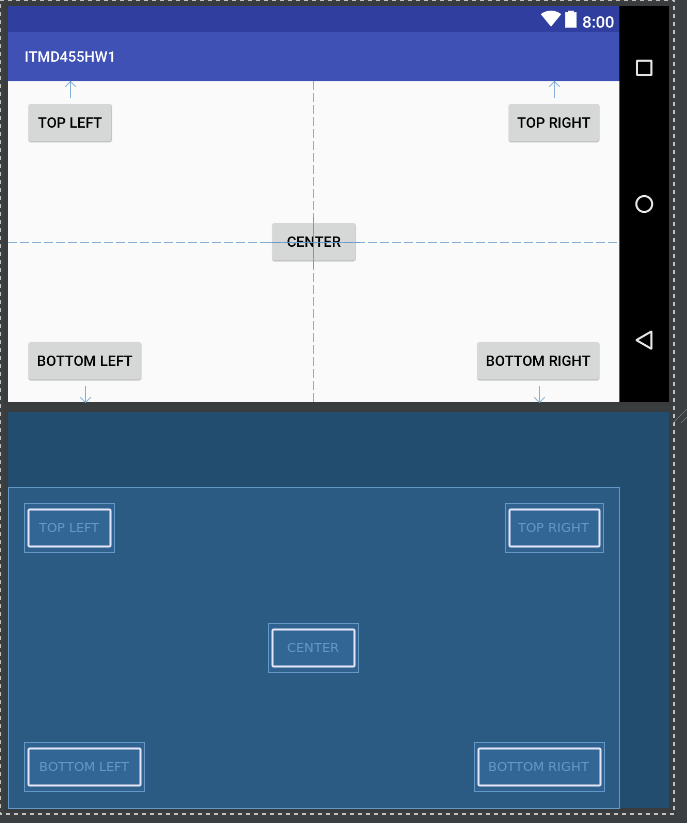 8:00
ITMD455HW1
TOP LEFT
TOP RIGHT
CENTER
BOTTOM LEFT
BOTTOM RIGHT
TOP LEFT
TOP RIGHT
CENTER
BOTTOM LEFT
BOTTOM RIGHT